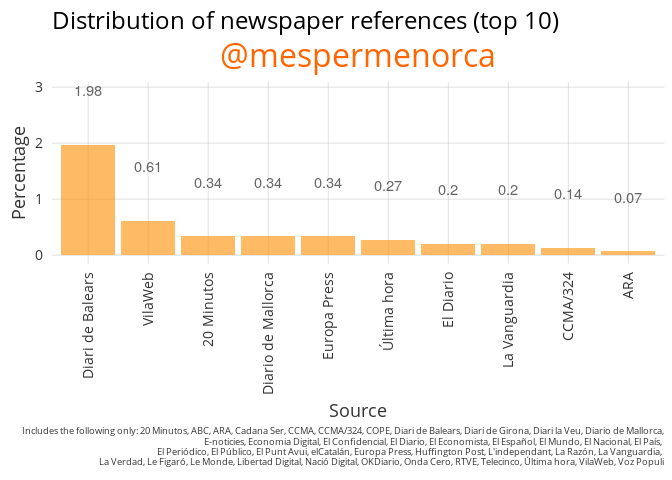 Distribution of newspaper references (top 10)
@mespermenorca
Percentage
3
2
1
0
1.98
0.61
0.34
0.34
0.34
0.27
0.2
0.2
0.14
0.07
Diari de Balears
VilaWeb
20 Minutos
Diario de Mallorca
Europa Press
Última hora
El Diario
La Vanguardia
CCMA/324
ARA
Source
Includes the following only: 20 Minutos, ABC, ARA, Cadana Ser, CCMA, CCMA/324, COPE, Diari de Balears, Diari de Girona, Diari la Veu, Diario de Mallorca,
E-noticies, Economia Digital, El Confidencial, El Diario, El Economista, El Español, El Mundo, El Nacional, El País,
El Periódico, El Público, El Punt Avui, elCatalán, Europa Press, Huffington Post, L'independant, La Razón, La Vanguardia,
La Verdad, Le Figaró, Le Monde, Libertad Digital, Nació Digital, OKDiario, Onda Cero, RTVE, Telecinco, Última hora, VilaWeb, Voz Populi